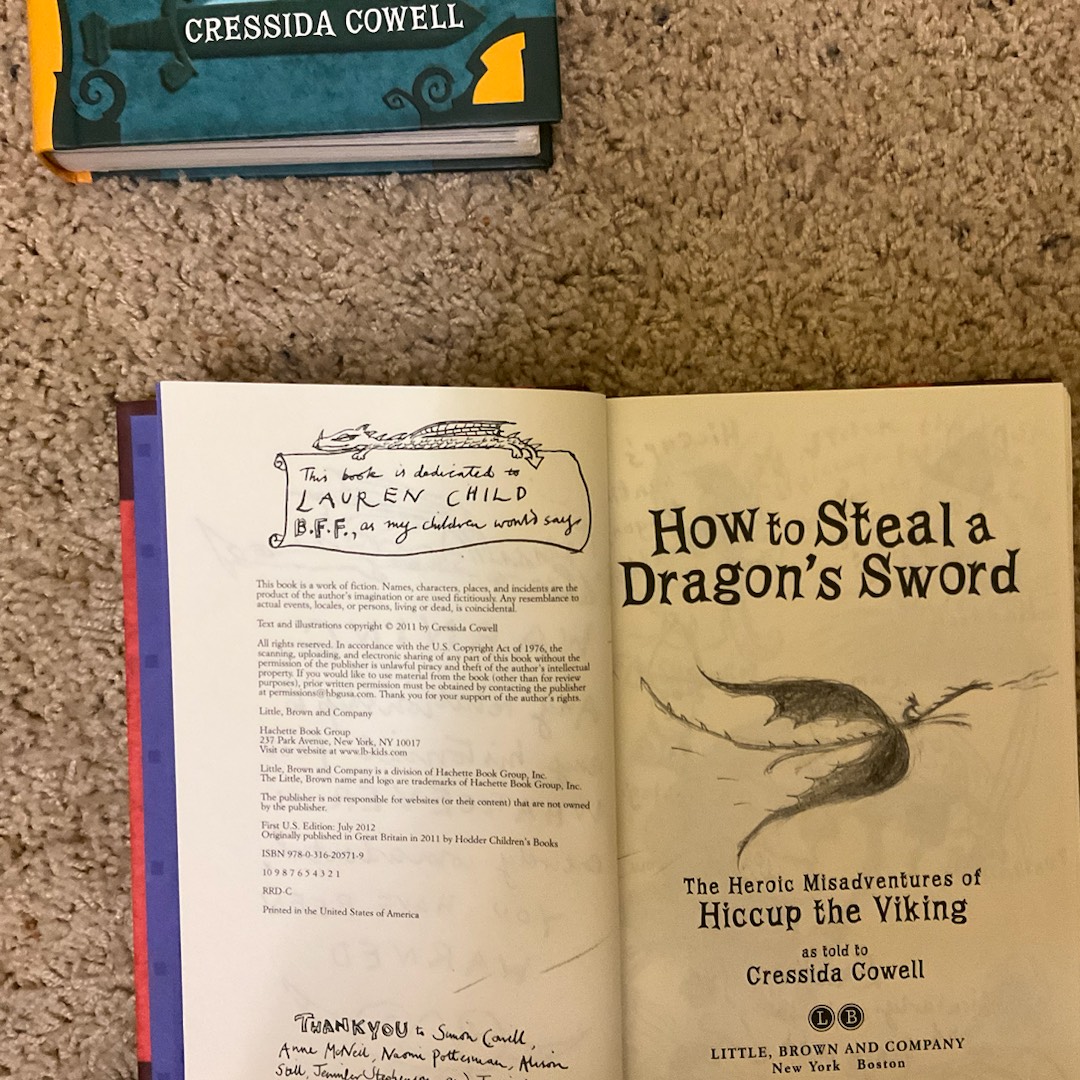 CRESSIDA COWELL
This book is dedicated to
LAUREN CHILD
B.F.F., as my children would say
This book is a work of fiction. Names, characters, places, and incidents are the
product of the author's imagination or are used fictitiously. Any resemblance to
actual events, locales, or persons, living or dead, is coincidental.
Text and illustrations copyright © 2011 by Cressida Cowell
All rights reserved. In accordance with the U.S. Copyright Act of 1976, the
scanning, uploading, and electronic sharing of any part of this book without the
permission of the publisher is unlawful piracy and theft of the author's intellectual
property. If you would like to use material from the book (other than for review
purposes), prior written permission must be obtained by contacting the publisher
at permissions@hbgusa.com. Thank you for your support of the author's rights.
Little, Brown and Company
Hachette Book Group
237 Park Avenue, New York, NY 10017
Visit our website at www.lb-kids.com
Little, Brown and Company is a division of Hachette Book Group, Inc.
The Little, Brown name and logo are trademarks of Hachette Book Group, Inc.
The publisher is not responsible for websites (or their content) that are not owned
by the publisher.
First U.S. Edition: July 2012
Originally published in Great Britain in 2011 by Hodder Children's Books
ISBN 978-0-316-20571-9
10 9 8 7 6 5 4 3 2 1
RRD-C
Printed in the United States of America
THANKYOU to Simon Cowell,
Anne McNeil, Naomi Potterman, Alison
Still, Jennifer Stephenson and
How to Steal a
Dragon's Sword
The Heroic Misadventures of
Hiccup the Viking
as told to
Cressida Cowell
L B
LITTLE, BROWN AND COMPANY
New York Boston